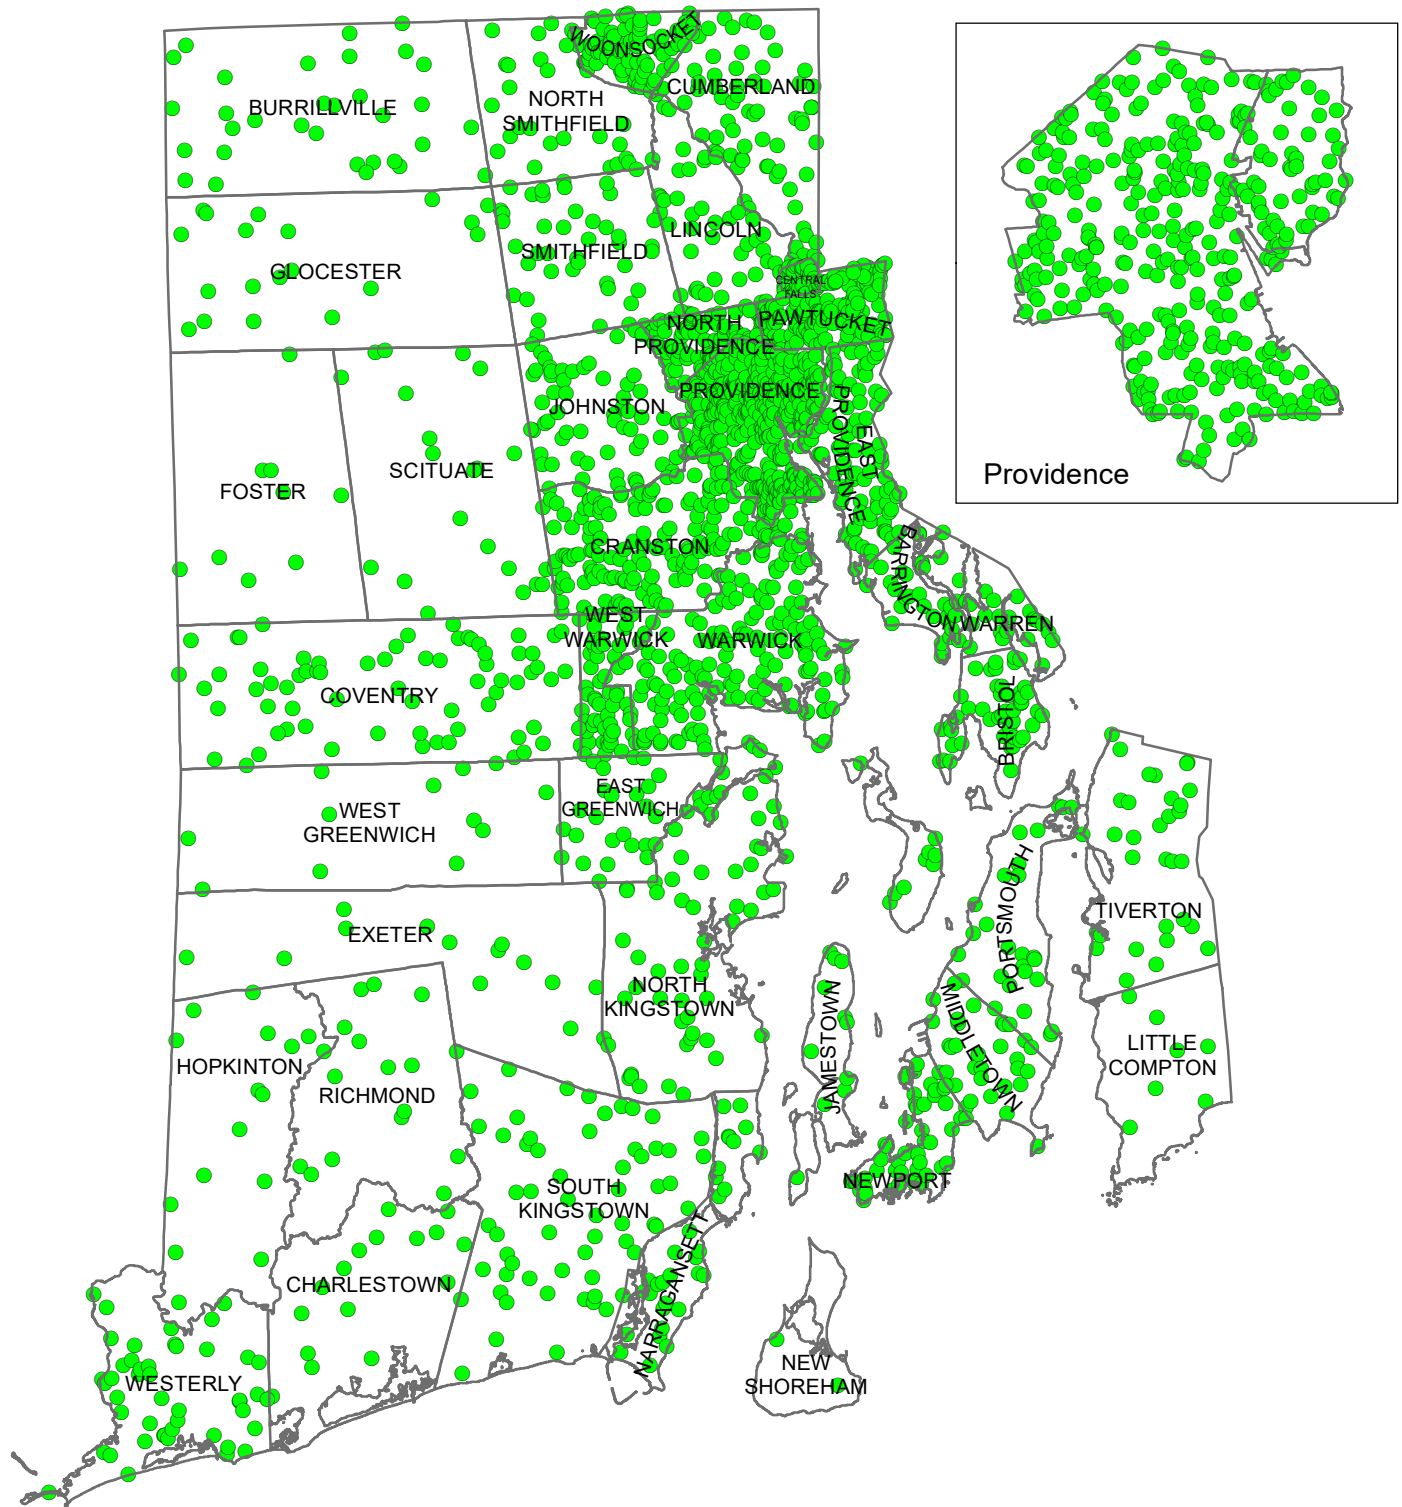 WOONSOCKET
CUMBERLAND
BURRILLVILLE
NORTH
SMITHFIELD
LINCOLN
SMITHFIELD
GLOCESTER
CENTRAL
FALLS
PAWTUCKET
NORTH
PROVIDENCE
PROVIDENCE
JOHNSTON
EAST
PROVIDENCE
SCITUATE
FOSTER
Providence
CRANSTON
BARRINGTON
WARREN
WEST
WARWICK
WARWICK
COVENTRY
BRISTOL
EAST
GREENWICH
WEST
GREENWICH
PORTSMOUTH
TIVERTON
EXETER
NORTH
KINGSTOWN
JAMESTOWN
MIDDLETOWN
LITTLE
COMPTON
HOPKINTON
RICHMOND
NEWPORT
SOUTH
KINGSTOWN
NARRAGANSETT
CHARLESTOWN
NEW
SHOREHAM
WESTERLY